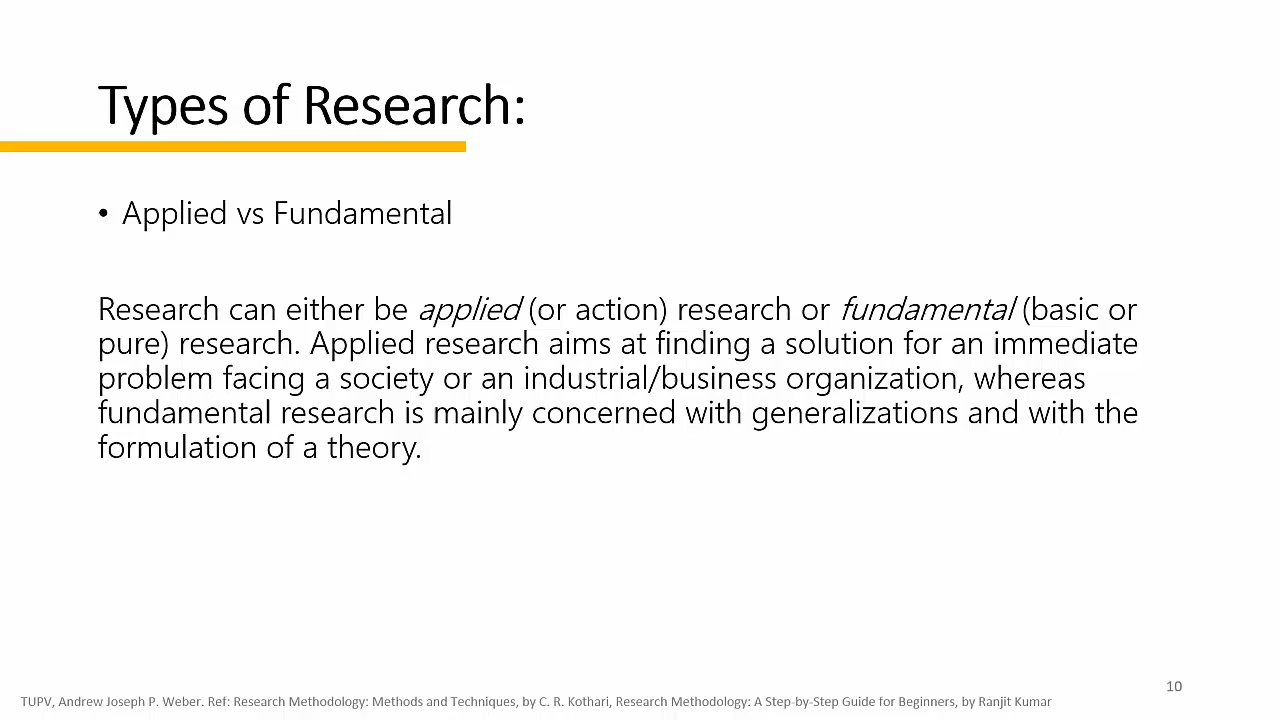 Types of Research:
• Applied vs Fundamental
Research can either be applied (or action) research or fundamental (basic or
pure) research. Applied research aims at finding a solution for an immediate
problem facing a society or an industrial/business organization, whereas
fundamental research is mainly concerned with generalizations and with the
formulation of a theory.
10
TUPV, Andrew Joseph P. Weber. Ref: Research Methodology: Methods and Techniques, by C. R. Kothari, Research Methodology: A Step-by-Step Guide for Beginners, by Ranjit Kumar